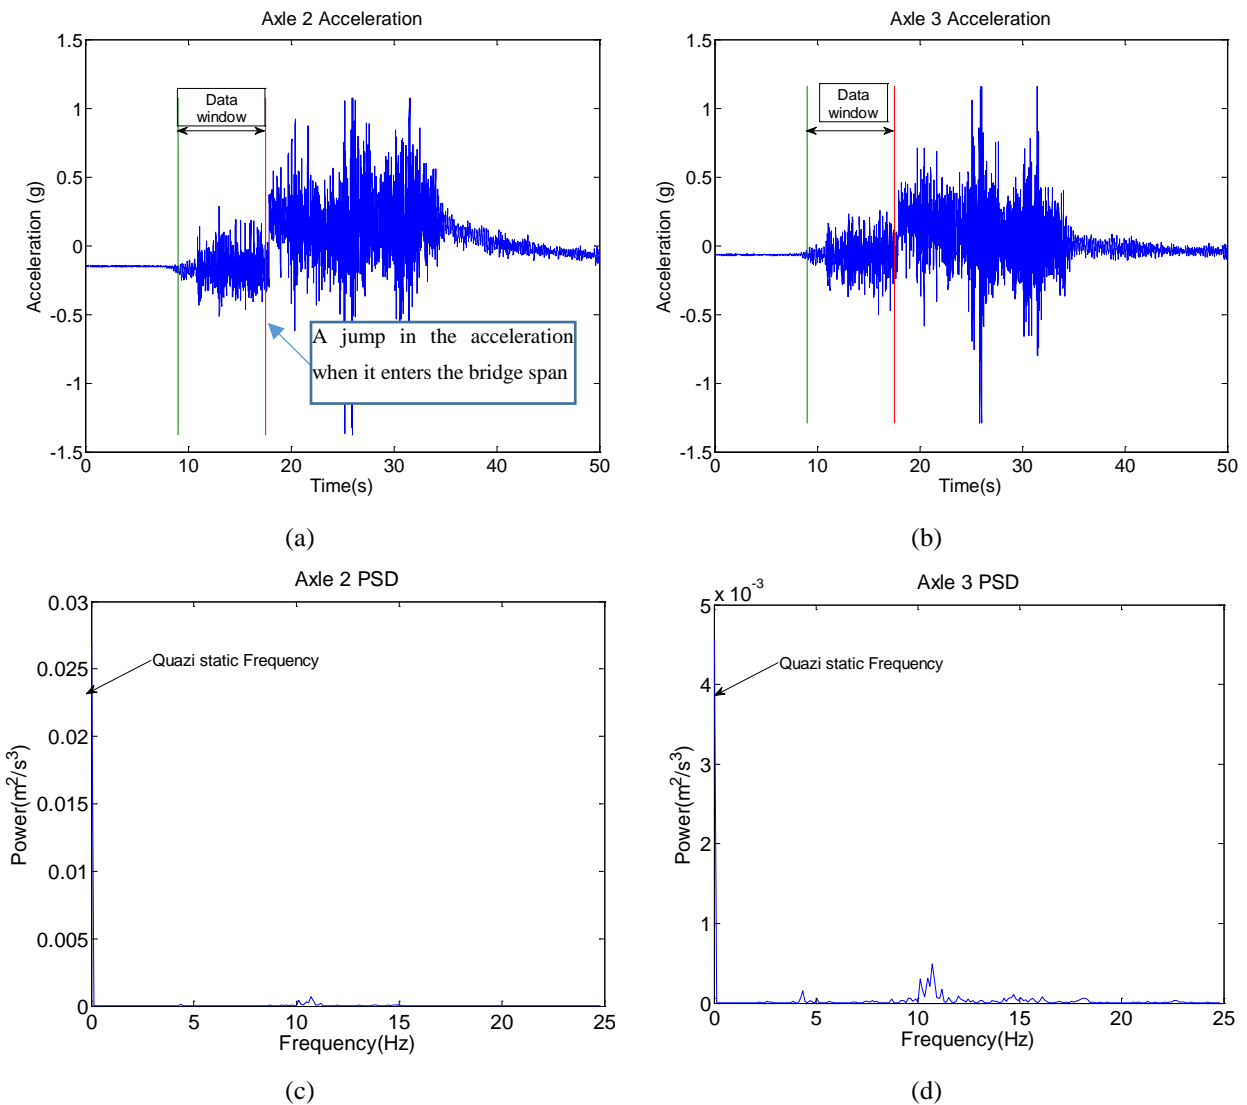 Axle 2 Acceleration
1.5
1
0.5
0
-0.5
-1
-1.5
Acceleration (g)
Data
window
A jump in the acceleration
when it enters the bridge span
0 10 20 30 40 50
Time(s)
(a)
Axle 3 Acceleration
1.5
1
0.5
0
-0.5
-1
-1.5
Acceleration (g)
Data
window
0 10 20 30 40 50
Time(s)
(b)
Axle 2 PSD
0.03
0.025
0.02
0.015
0.01
0.005
0
Power(m²/s³)
Quazi static Frequency
0 5 10 15 20 25
Frequency(Hz)
(c)
Axle 3 PSD
x 10⁻³
5
4
3
2
1
0
Power(m²/s³)
Quazi static Frequency
0 5 10 15 20 25
Frequency(Hz)
(d)